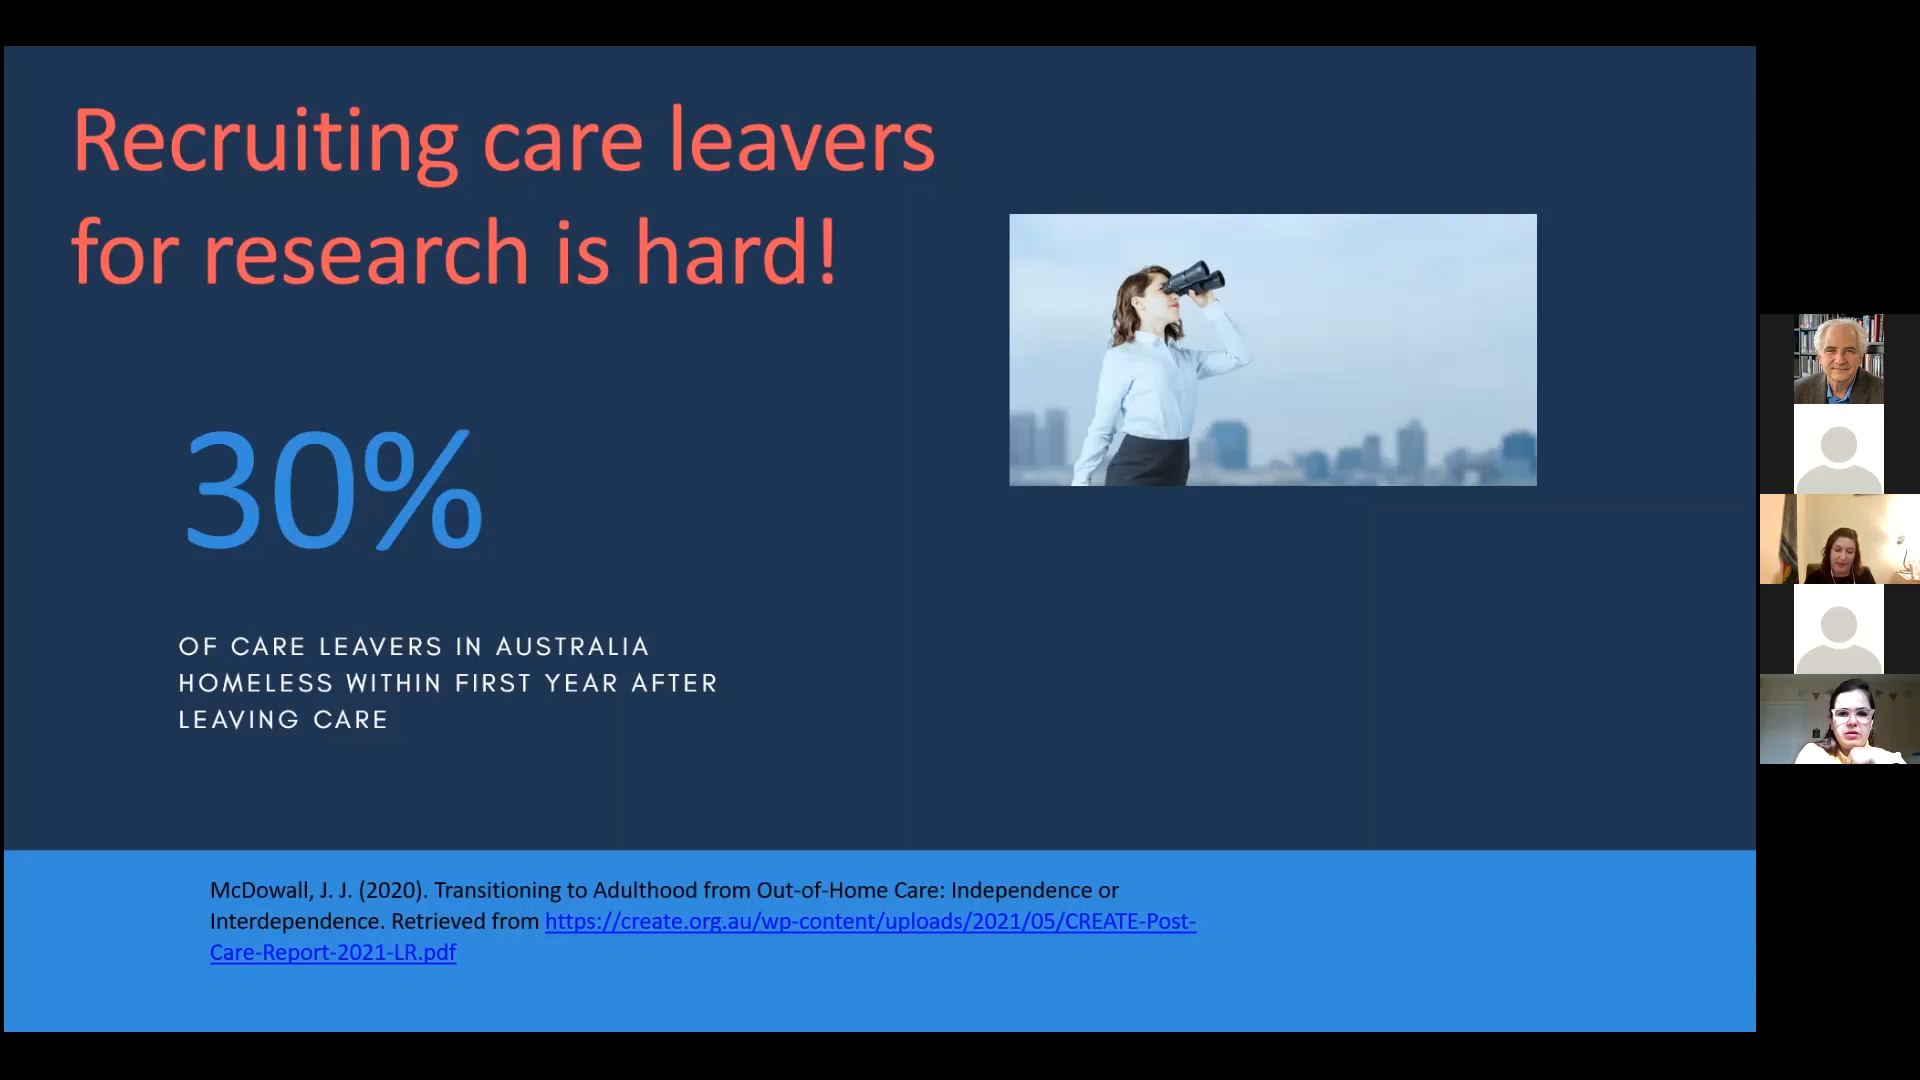 Recruiting care leavers
for research is hard!
30%
OF CARE LEAVERS IN AUSTRALIA
HOMELESS WITHIN FIRST YEAR AFTER
LEAVING CARE
McDowall, J. J. (2020). Transitioning to Adulthood from Out-of-Home Care: Independence or
Interdependence. Retrieved from https://create.org.au/wp-content/uploads/2021/05/CREATE-Post-
Care-Report-2021-LR.pdf